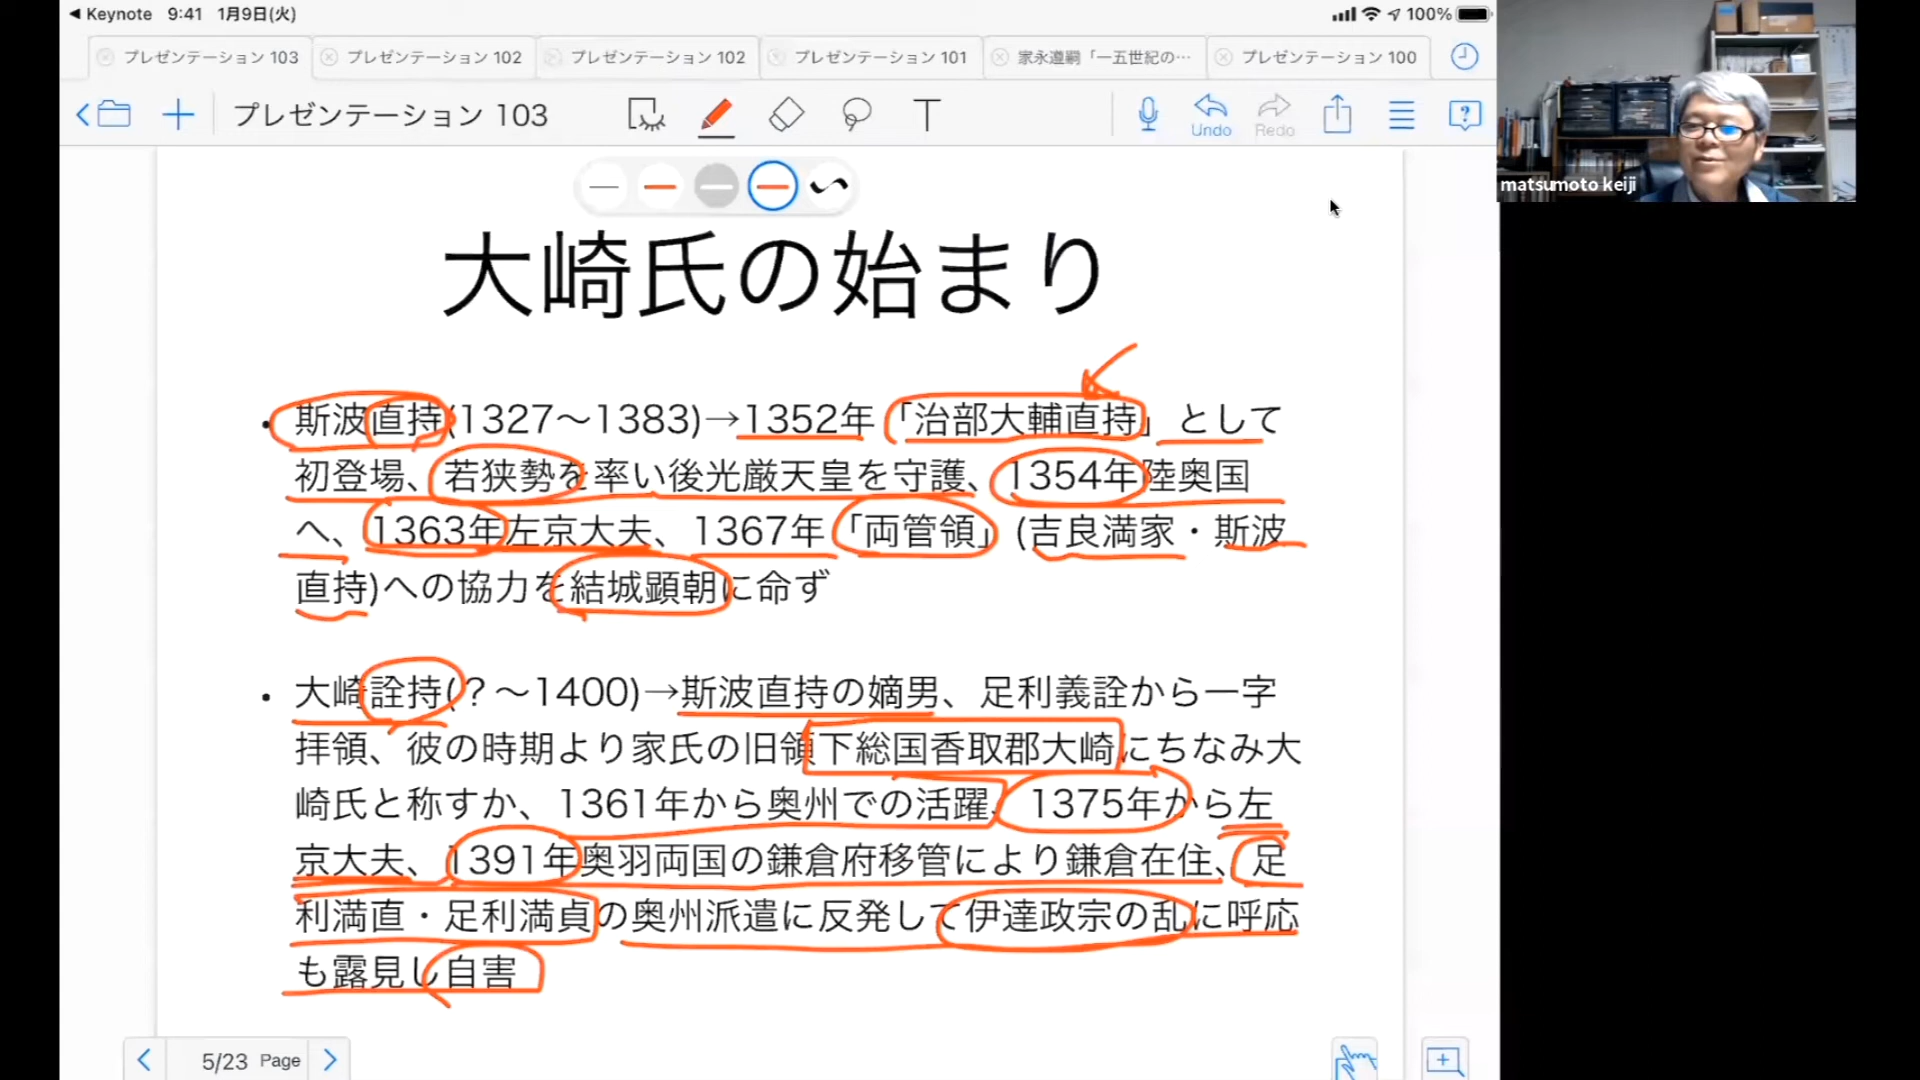 Keynote 9:41 1月9日(火) 100%
プレゼンテーション 103 プレゼンテーション 102 プレゼンテーション 102 プレゼンテーション 101 家永遵嗣「一五世紀の… プレゼンテーション 100
プレゼンテーション 103 T Undo Redo
matsumoto keiji
大崎氏の始まり
• 斯波直持(1327〜1383)→1352年「治部大輔直持」として
初登場、若狭勢を率い後光厳天皇を守護、1354年陸奥国
へ、1363年左京大夫、1367年「両管領」(吉良満家・斯波
直持)への協力を結城顕朝に命ず
• 大崎詮持(？〜1400)→斯波直持の嫡男、足利義詮から一字
拝領、彼の時期より家氏の旧領下総国香取郡大崎にちなみ大
崎氏と称すか、1361年から奥州での活躍、1375年から左
京大夫、1391年奥羽両国の鎌倉府移管により鎌倉在住、足
利満直・足利満貞の奥州派遣に反発して伊達政宗の乱に呼応
も露見し自害
5/23 Page